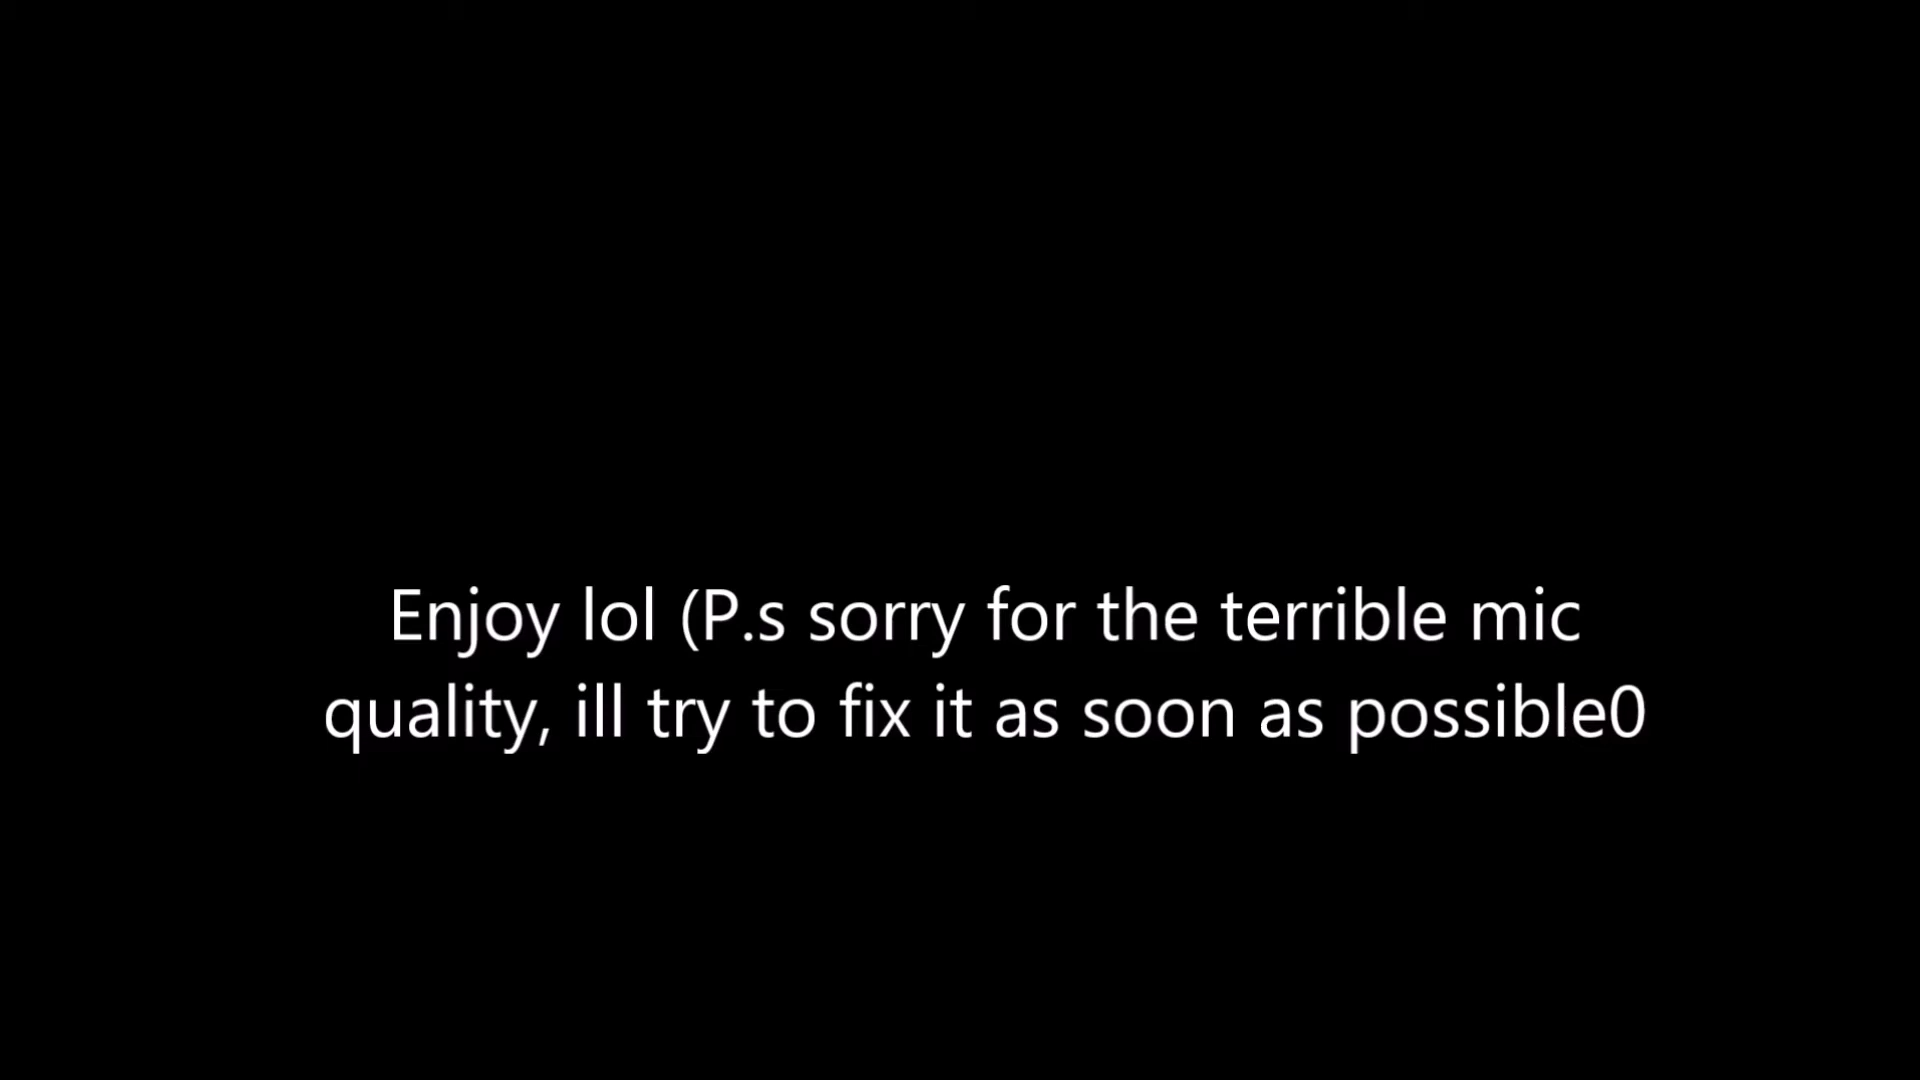 Enjoy lol (P.s sorry for the terrible mic
quality, ill try to fix it as soon as possible0